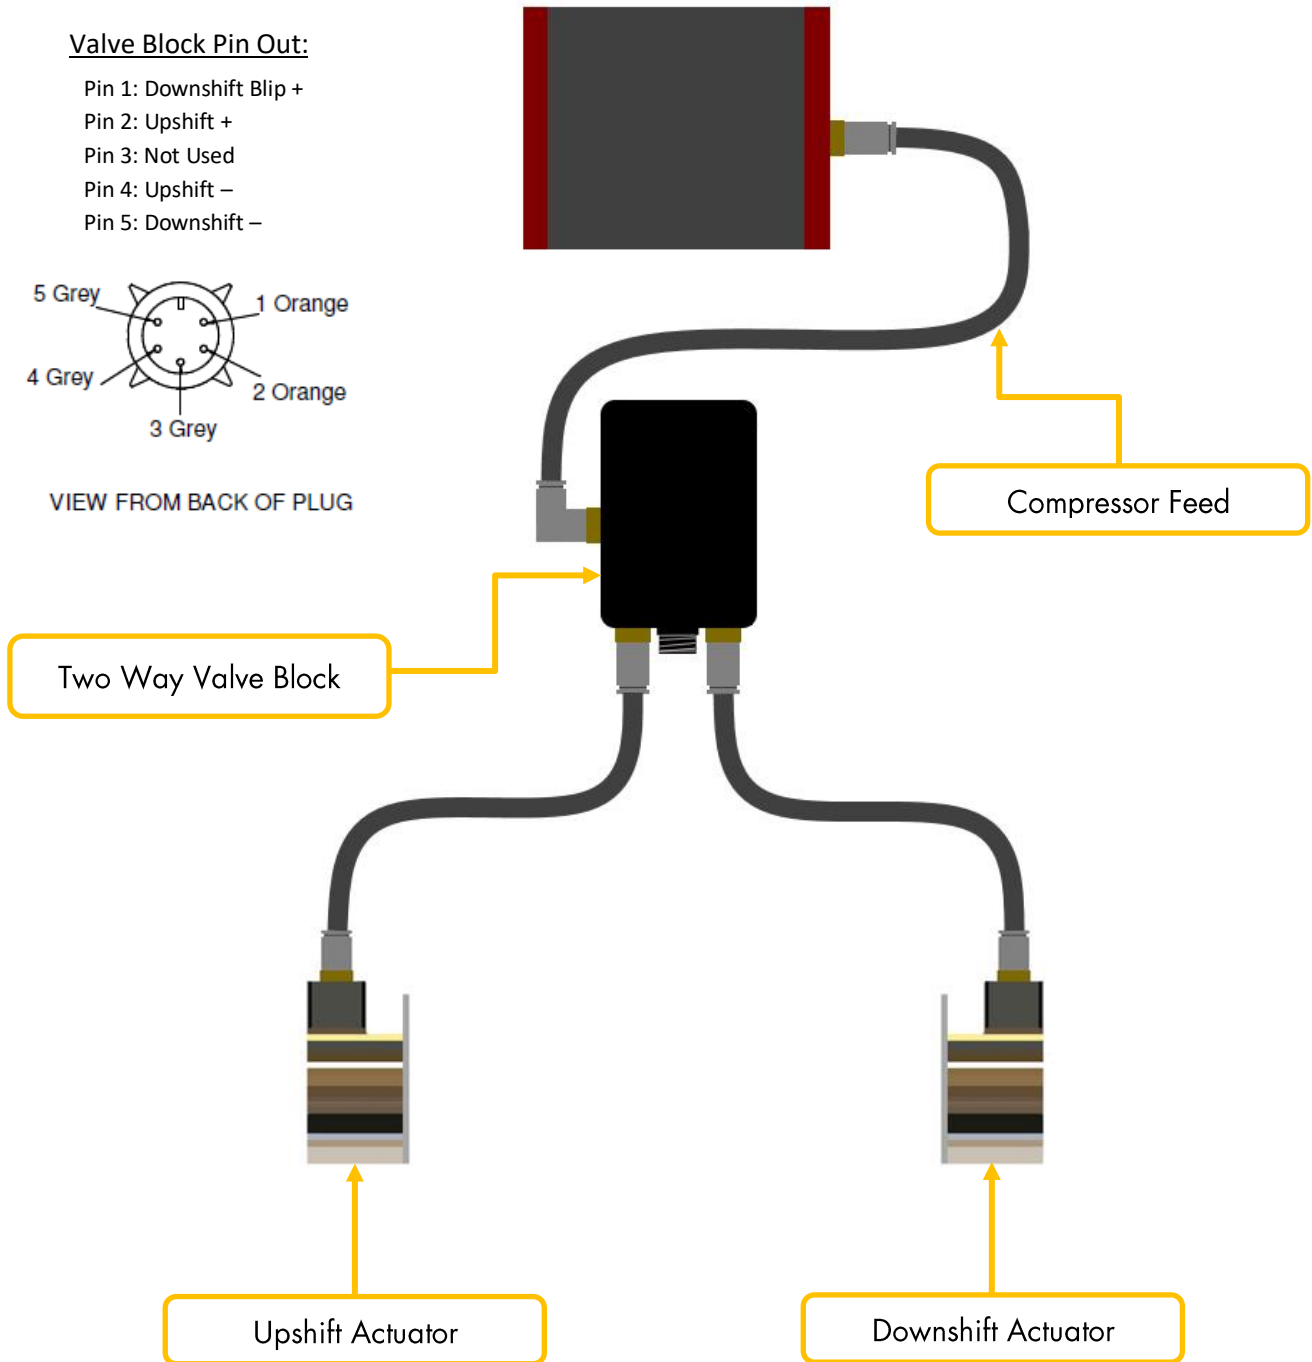 Valve Block Pin Out:
Pin 1: Downshift Blip +
Pin 2: Upshift +
Pin 3: Not Used
Pin 4: Upshift –
Pin 5: Downshift –
5 Grey
1 Orange
4 Grey
2 Orange
3 Grey
VIEW FROM BACK OF PLUG
Compressor Feed
Two Way Valve Block
Upshift Actuator
Downshift Actuator